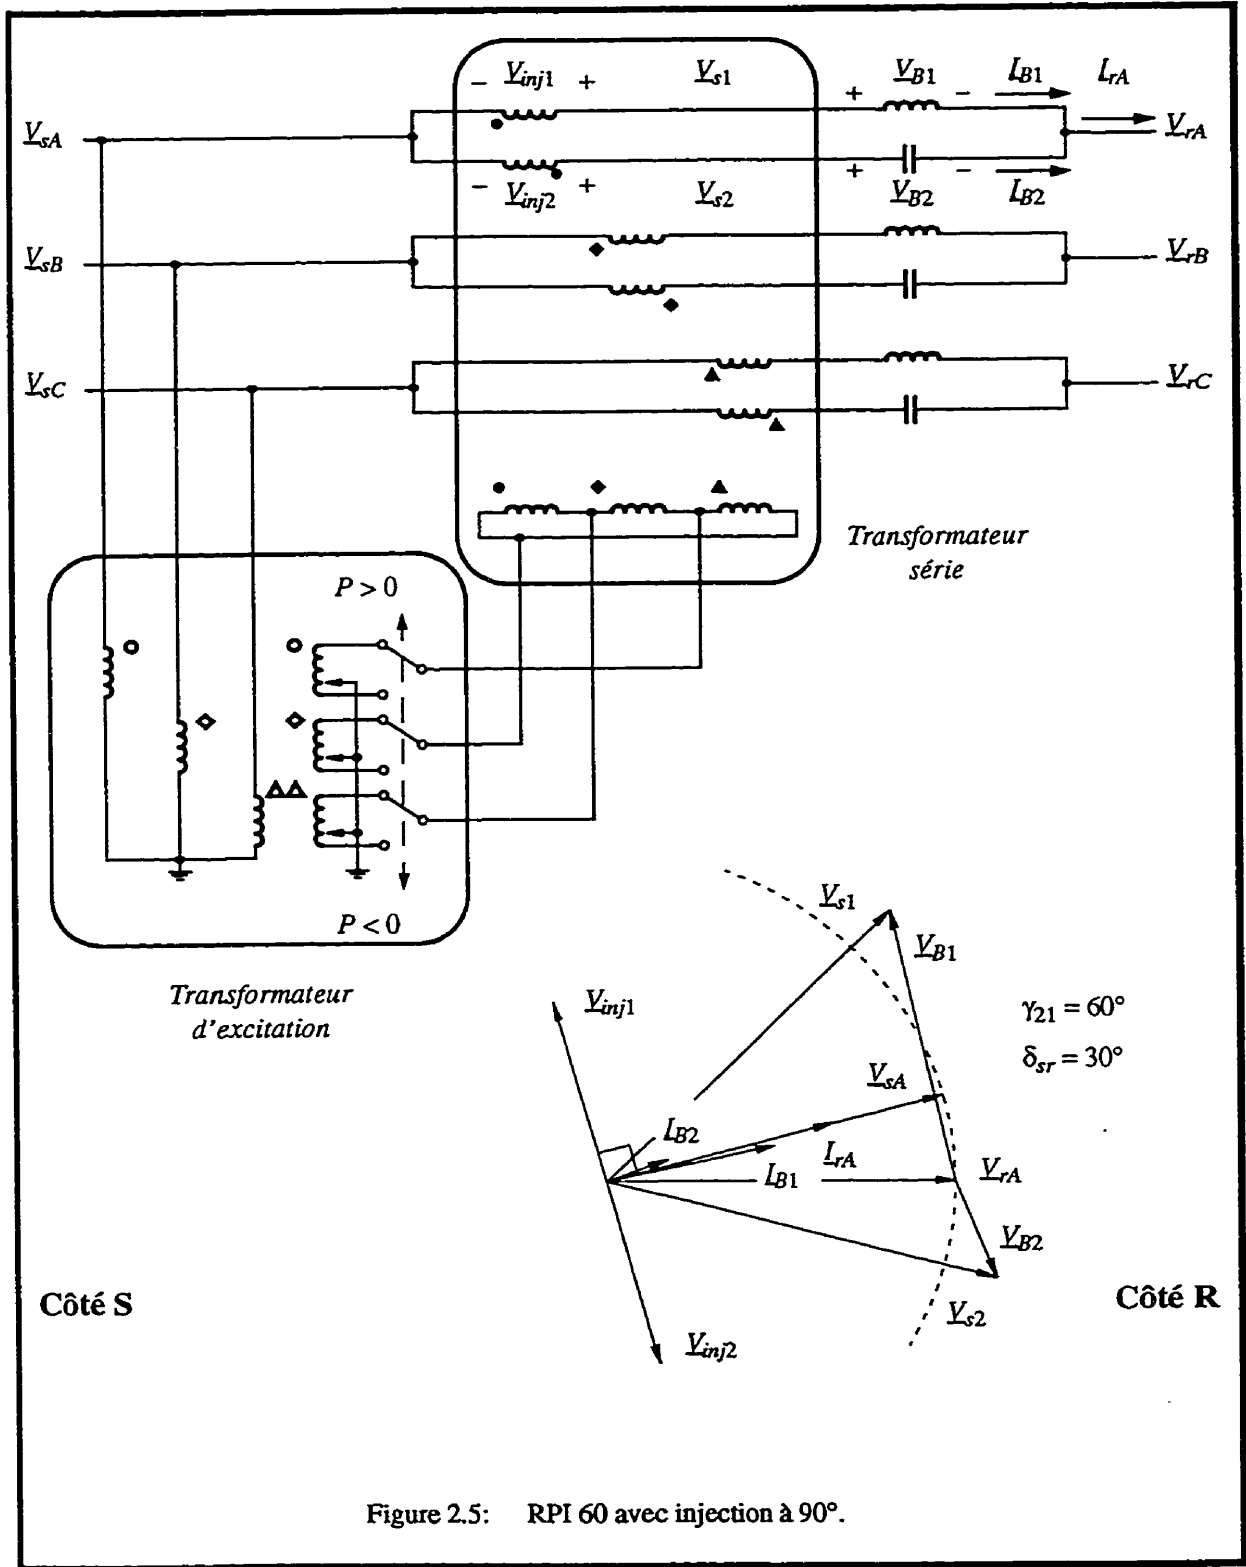 − V_inj1 + V_s1 + V_B1 − I_B1 I_rA
V_sA V_rA
− V_inj2 + V_s2 + V_B2 − I_B2
V_sB V_rB
V_sC V_rC
Transformateur
série
P > 0
P < 0
Transformateur
d'excitation
V_s1
V_B1
V_inj1
γ21 = 60°
δsr = 30°
V_sA
I_B2
I_rA
I_B1
V_rA
V_B2
Côté S
Côté R
V_s2
V_inj2
Figure 2.5: RPI 60 avec injection à 90°.